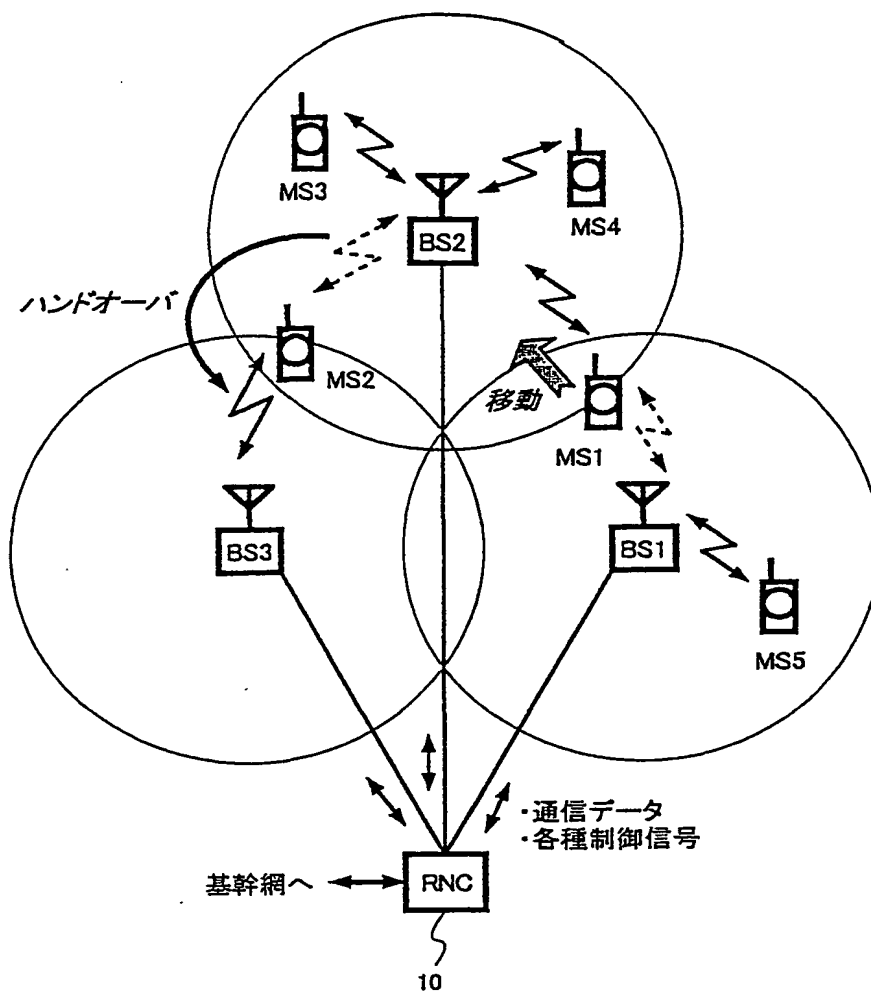 MS3
MS4
BS2
ハンドオーバ
MS2
移動
MS1
BS3
BS1
MS5
・通信データ
・各種制御信号
基幹網へ
RNC
10